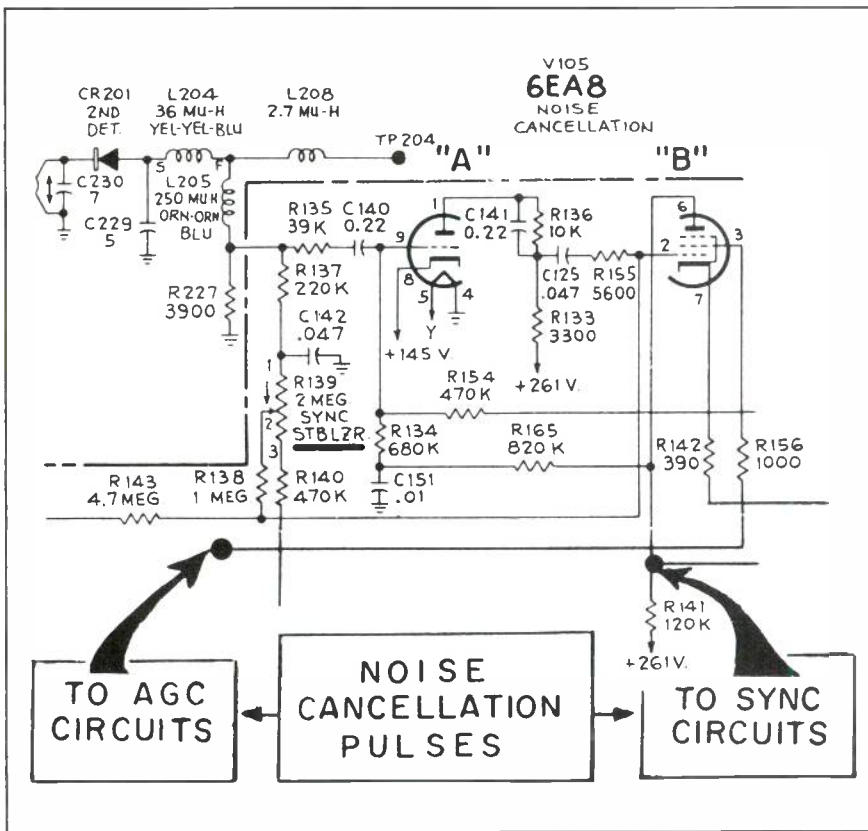 V105
6EA8
NOISE
CANCELLATION
CR201
2ND
DET.
L204
36 MU-H
YEL-YEL-BLU
L208
2.7 MU-H
TP204
"A"
"B"
S
F
C230
7
L205
250 MUH
ORN-ORN
BLU
C229
5
R135
39K
C140
0.22
1
C141
0.22
R136
10K
6
9
8
5
4
2
3
7
C125
.047
R155
5600
R137
220K
R227
3900
C142
.047
Y
+145 V.
R133
3300
+261V.
1
R139
2 MEG
2
SYNC
STBLZR
3
R154
470K
R134
680K
R165
820K
R142
390
R156
1000
R143
4.7 MEG
R138
1 MEG
R140
470K
C151
.01
R141
120K
+261V.
TO AGC
CIRCUITS
NOISE
CANCELLATION
PULSES
TO SYNC
CIRCUITS